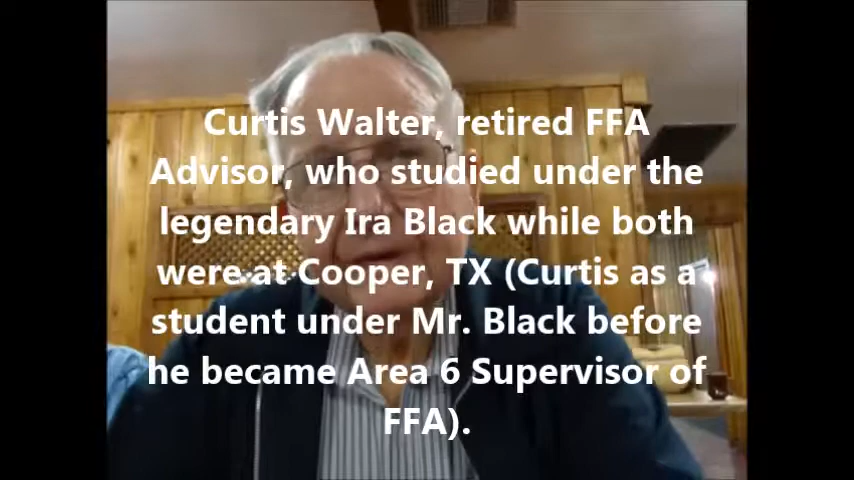 Curtis Walter, retired FFA
Advisor, who studied under the
legendary Ira Black while both
were at Cooper, TX (Curtis as a
student under Mr. Black before
he became Area 6 Supervisor of
FFA).